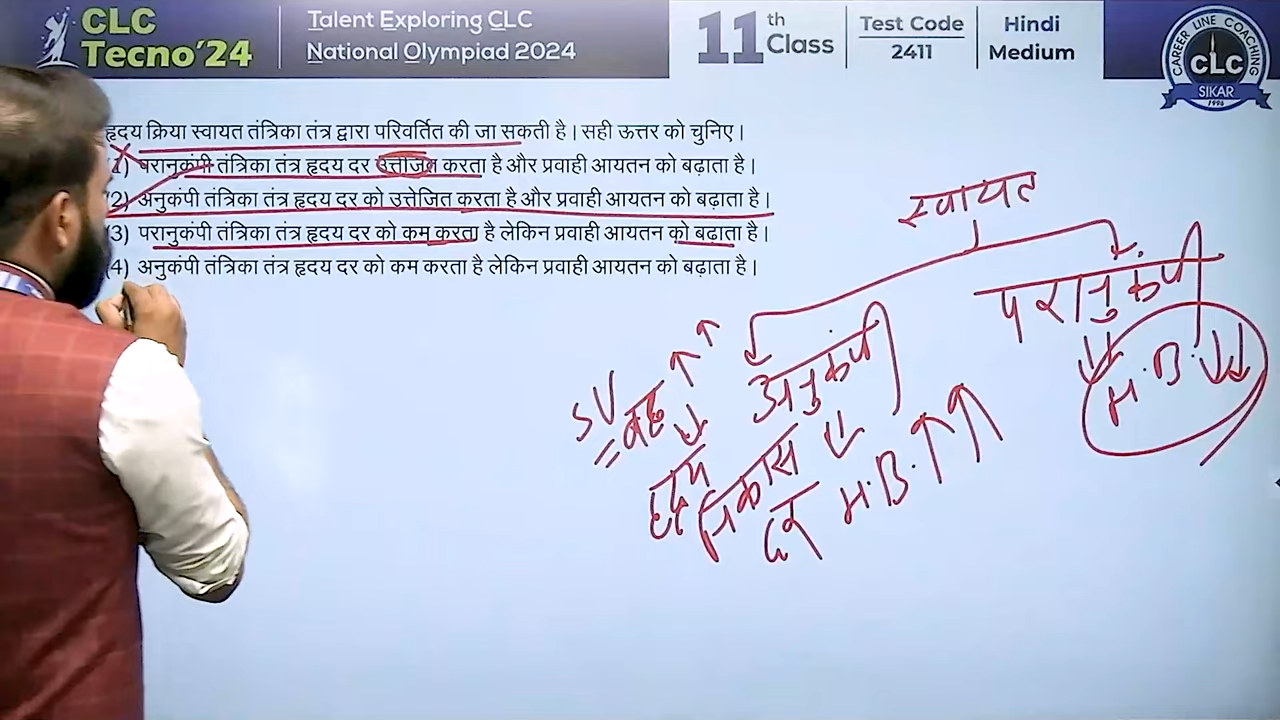 CLC
Tecno'24
Talent Exploring CLC
National Olympiad 2024
11th Class
Test Code
2411
Hindi
Medium
CAREER LINE COACHING
CLC
SIKAR
1996
हृदय क्रिया स्वायत तंत्रिका तंत्र द्वारा परिवर्तित की जा सकती है। सही ऊत्तर को चुनिए।
1) परानुकंपी तंत्रिका तंत्र हृदय दर उत्तेजित करता है और प्रवाही आयतन को बढ़ाता है।
(2) अनुकंपी तंत्रिका तंत्र हृदय दर को उत्तेजित करता है और प्रवाही आयतन को बढ़ाता है।
(3) परानुकंपी तंत्रिका तंत्र हृदय दर को कम करता है लेकिन प्रवाही आयतन को बढ़ाता है।
(4) अनुकंपी तंत्रिका तंत्र हृदय दर को कम करता है लेकिन प्रवाही आयतन को बढ़ाता है।
स्वायत
अनुकंपी परानुकंपी
SV
हृदय निकास
H.B. ↑↑
H.B. ↓↓